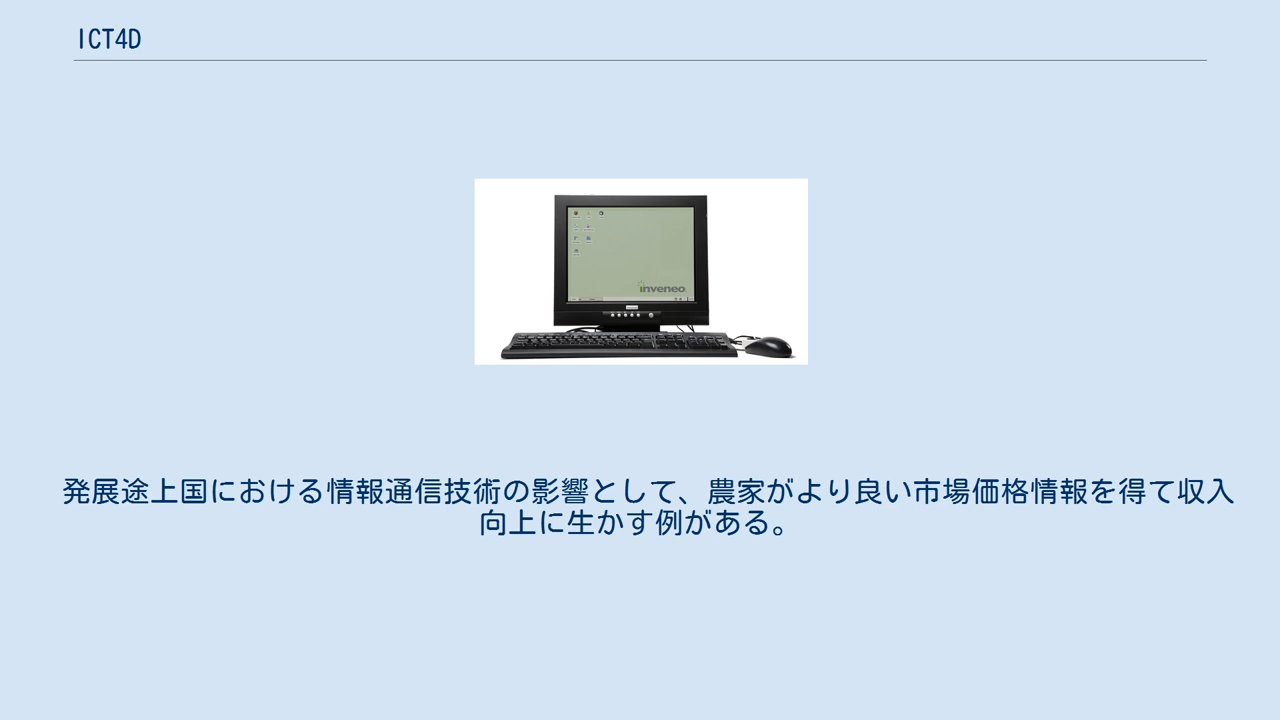 ICT4D
inveneo
発展途上国における情報通信技術の影響として、農家がより良い市場価格情報を得て収入
向上に生かす例がある。